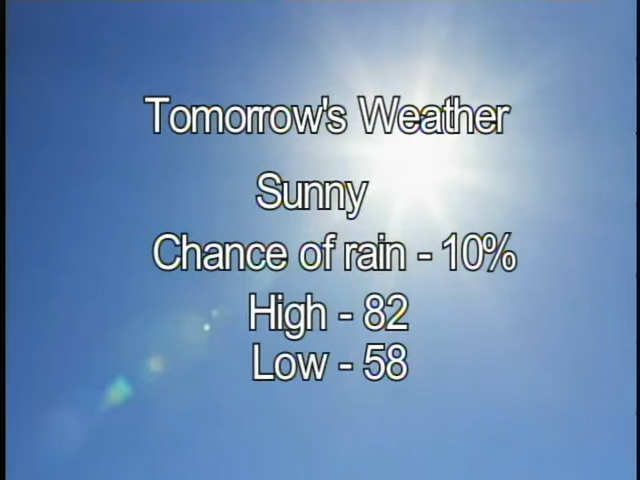 Tomorrow's Weather
Sunny
Chance of rain - 10%
High - 82
Low - 58